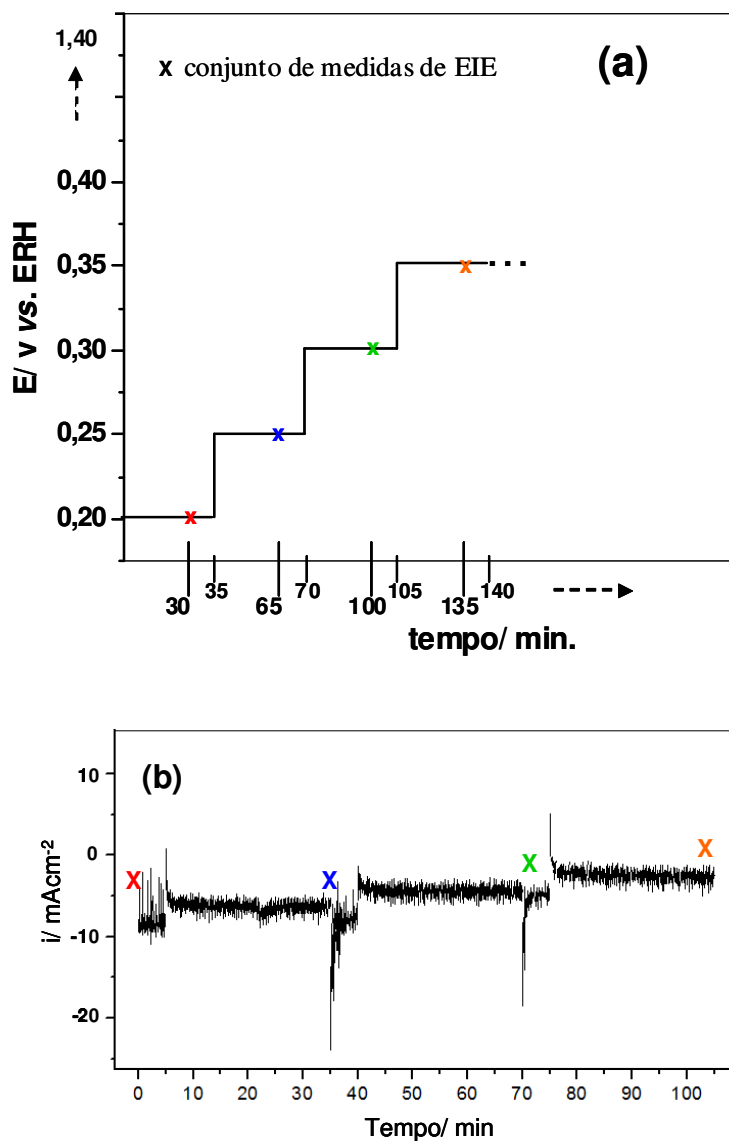 1,40
x conjunto de medidas de EIE
(a)
0,40
0,35
0,30
0,25
0,20
E/ v vs. ERH
30 35 65 70 100 105 135 140
tempo/ min.
(b)
10
0
-10
-20
i/ mAcm-2
X X X X
0 10 20 30 40 50 60 70 80 90 100
Tempo/ min